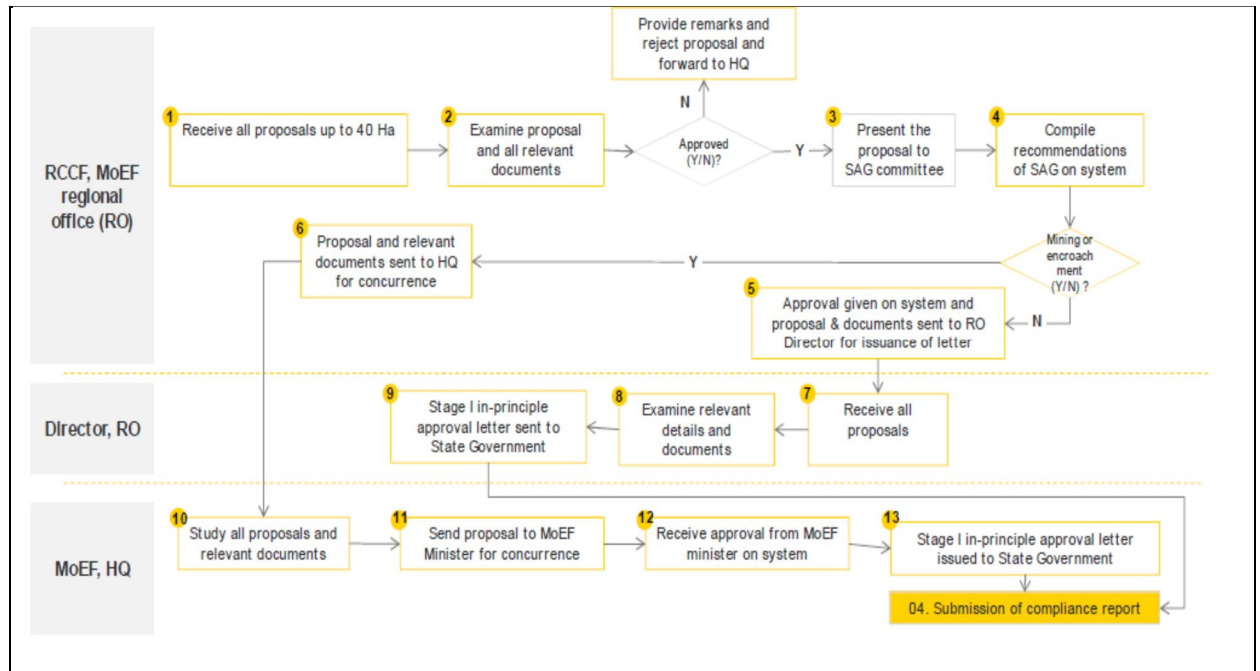 Provide remarks and
reject proposal and
forward to HQ
N
1
Receive all proposals up to 40 Ha
2
Examine proposal
and all relevant
documents
Approved
(Y/N)?
Y
3
Present the
proposal to
SAG committee
4
Compile
recommendations
of SAG on system
RCCF, MoEF
regional
office (RO)
6
Proposal and relevant
documents sent to HQ
for concurrence
Y
Mining or
encroach
ment
(Y/N) ?
5
Approval given on system and
proposal & documents sent to RO
Director for issuance of letter
N
Director, RO
9
Stage I in-principle
approval letter sent to
State Government
8
Examine relevant
details and
documents
7
Receive all
proposals
MoEF, HQ
10
Study all proposals and
relevant documents
11
Send proposal to MoEF
Minister for concurrence
12
Receive approval from MoEF
minister on system
13
Stage I in-principle approval letter
issued to State Government
04. Submission of compliance report